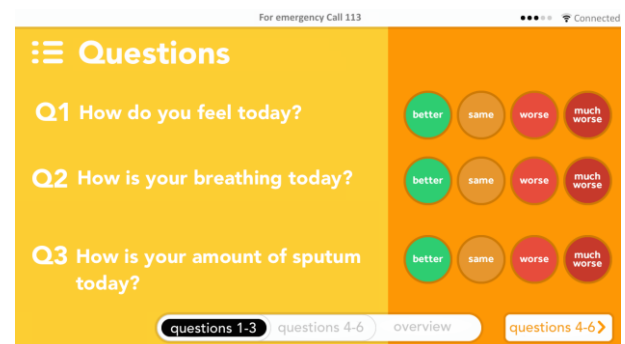 For emergency Call 113
Connected
Questions
Q1 How do you feel today?
better same worse much worse
Q2 How is your breathing today?
better same worse much worse
Q3 How is your amount of sputum
today?
better same worse much worse
questions 1-3 questions 4-6 overview
questions 4-6